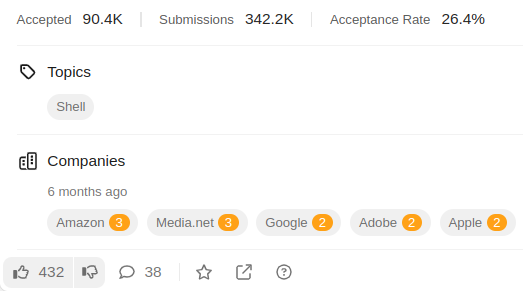 Accepted 90.4K Submissions 342.2K Acceptance Rate 26.4%
Topics
Shell
Companies
6 months ago
Amazon 3 Media.net 3 Google 2 Adobe 2 Apple 2
432 38